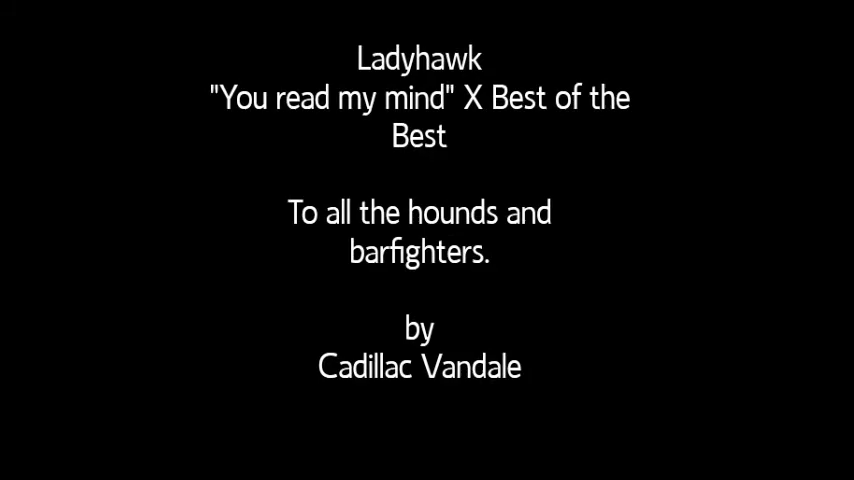 Ladyhawk
"You read my mind" X Best of the
Best
To all the hounds and
barfighters.
by
Cadillac Vandale